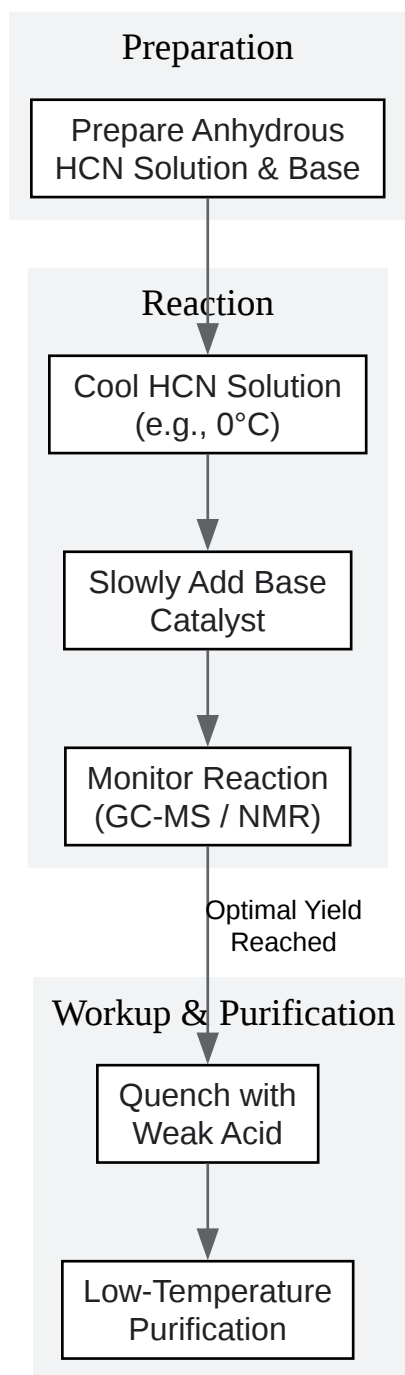 Preparation
Prepare Anhydrous
HCN Solution & Base
Reaction
Cool HCN Solution
(e.g., 0°C)
Slowly Add Base
Catalyst
Monitor Reaction
(GC-MS / NMR)
Optimal Yield
Reached
Workup & Purification
Quench with
Weak Acid
Low-Temperature
Purification